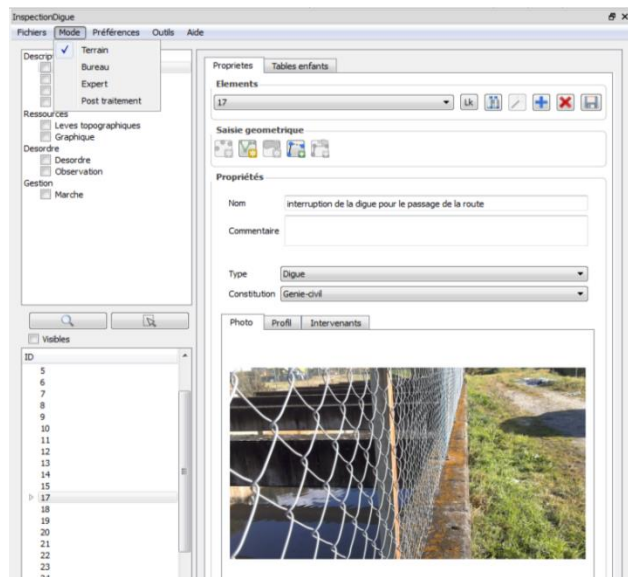 InspectionDigue
Fichiers Mode Préférences Outils Aide
Terrain
Bureau
Expert
Post traitement
Ressources
Leves topographiques
Graphique
Desordre
Desordre
Observation
Gestion
Marche
Visibles
ID
5
6
7
8
9
10
11
12
13
14
15
17
18
19
20
21
22
23
Proprietes Tables enfants
Elements
17 Lk
Saisie geometrique
Propriétés
Nom interruption de la digue pour le passage de la route
Commentaire
Type Digue
Constitution Genie-civil
Photo Profil Intervenants